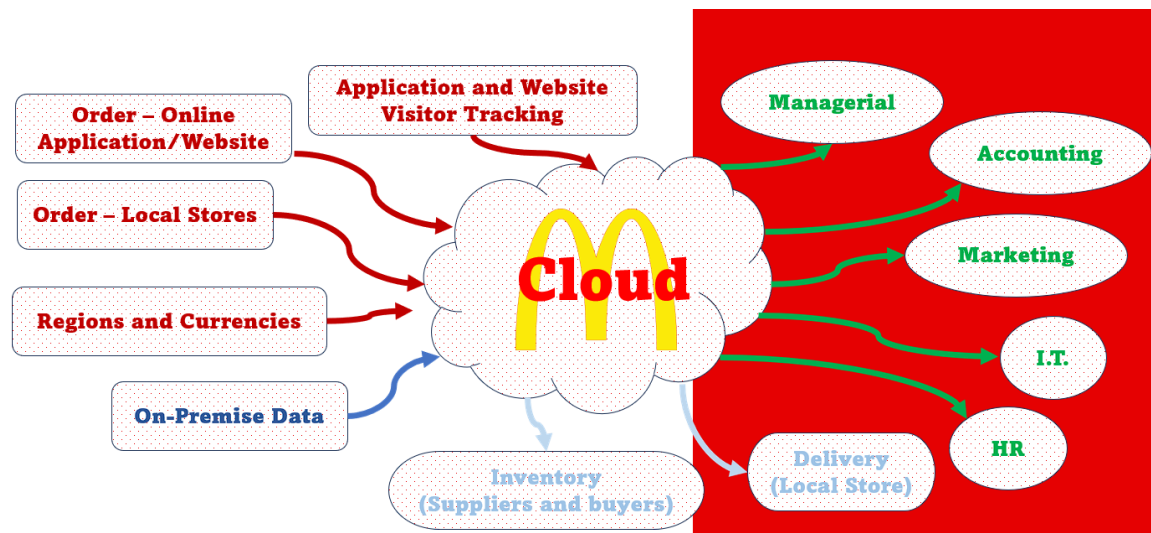 Application and Website
Visitor Tracking
Order – Online
Application/Website
Order – Local Stores
Regions and Currencies
On-Premise Data
Cloud
Inventory
(Suppliers and buyers)
Delivery
(Local Store)
Managerial
Accounting
Marketing
I.T.
HR